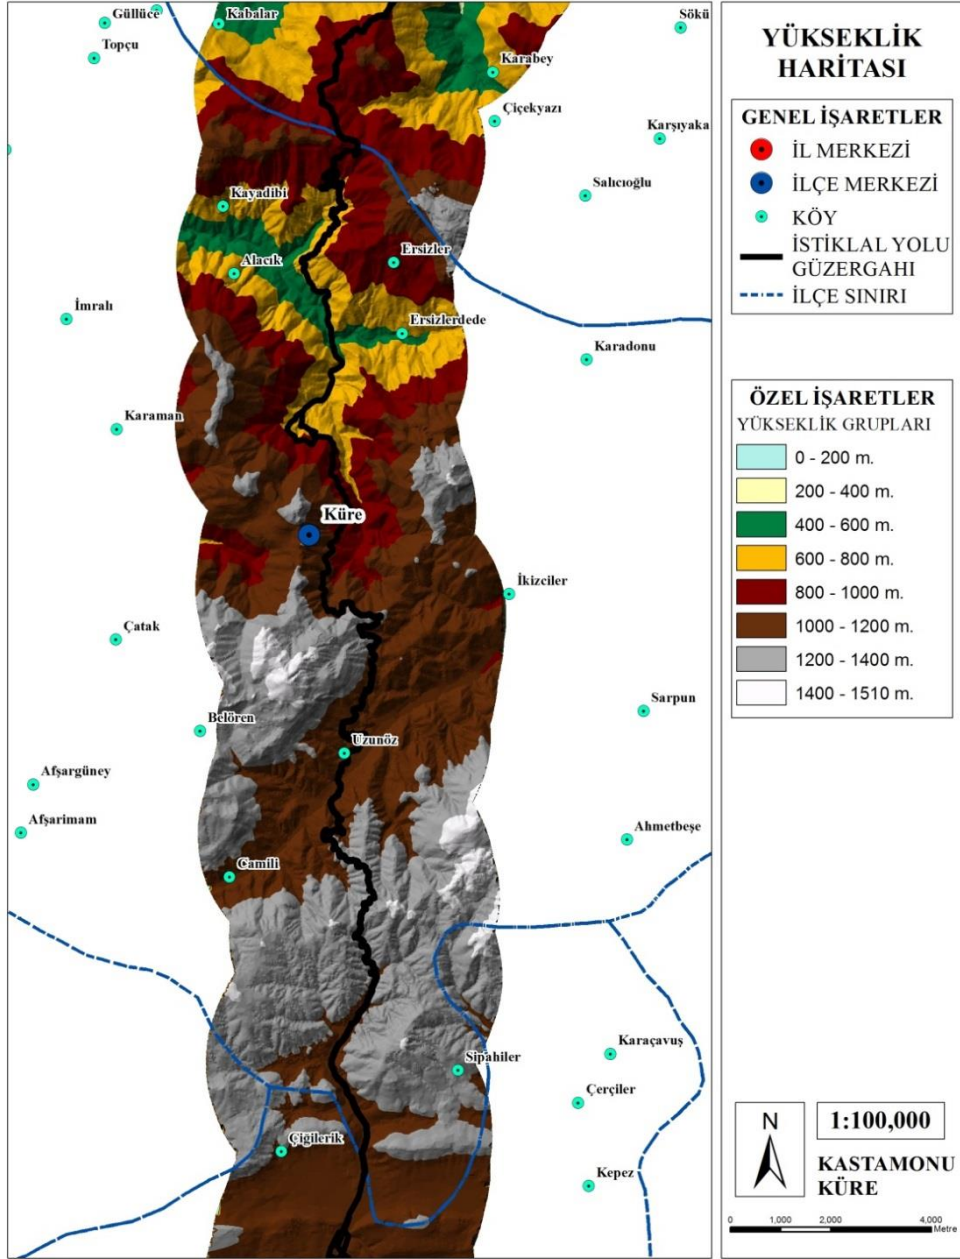 Güllüce
Kabalar
Sökü
Topçu
Karabey
Çiçekyazı
Karşıyaka
Salıcıoğlu
Kayadibi
Ersizler
Alacık
İmralı
Ersizlerdede
Karadonu
Karaman
Küre
İkizciler
Çatak
Sarpun
Belören
Uzunöz
Afşargüney
Afşarimam
Ahmetbeşe
Camili
Karaçavuş
Sipahiler
Çerçiler
Çiğilerik
Kepez
YÜKSEKLİK
HARİTASI
GENEL İŞARETLER
İL MERKEZİ
İLÇE MERKEZİ
KÖY
İSTİKLAL YOLU
GÜZERGAHI
İLÇE SINIRI
ÖZEL İŞARETLER
YÜKSEKLİK GRUPLARI
0 - 200 m.
200 - 400 m.
400 - 600 m.
600 - 800 m.
800 - 1000 m.
1000 - 1200 m.
1200 - 1400 m.
1400 - 1510 m.
N
1:100,000
KASTAMONU
KÜRE
0 1,000 2,000 4,000
Metre